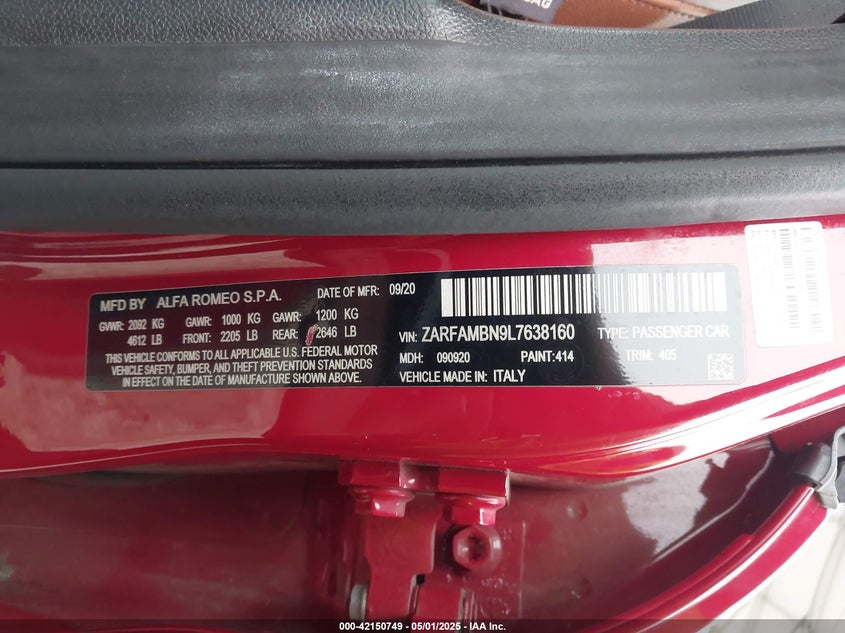 BAG
MFD BY ALFA ROMEO S.P.A. DATE OF MFR: 09/20
GVWR: 2092 KG GAWR: 1000 KG GAWR: 1200 KG
4612 LB FRONT: 2205 LB REAR: 2646 LB
THIS VEHICLE CONFORMS TO ALL APPLICABLE U.S. FEDERAL MOTOR
VEHICLE SAFETY, BUMPER, AND THEFT PREVENTION STANDARDS
IN EFFECT ON THE DATE OF MANUFACTURE SHOWN ABOVE.
VIN: ZARFAMBN9L7638160 TYPE: PASSENGER CAR
MDH: 090920 PAINT: 414 TRIM: 405
VEHICLE MADE IN: ITALY
000-42150749 - 05/01/2025 - IAA Inc.